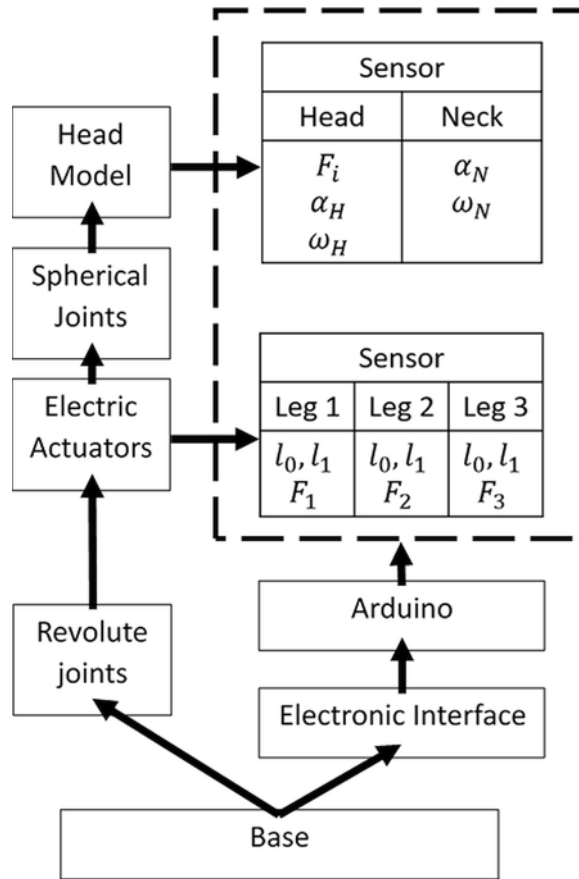 Head
Model
Spherical
Joints
Electric
Actuators
Revolute
joints
Sensor
Head Neck
F_i α_N
α_H ω_N
ω_H
Sensor
Leg 1 Leg 2 Leg 3
l_0, l_1 l_0, l_1 l_0, l_1
F_1 F_2 F_3
Arduino
Electronic Interface
Base